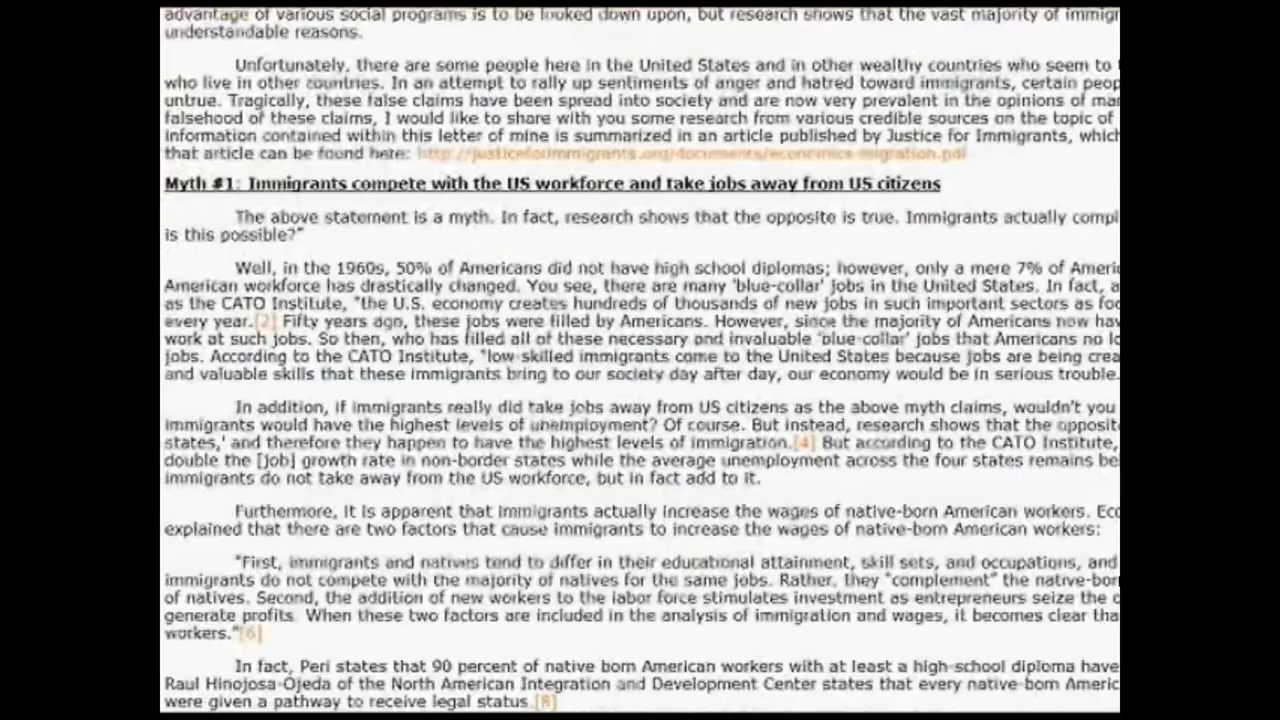 advantage of various social programs is to be looked down upon, but research shows that the vast majority of immigr
understandable reasons.
Unfortunately, there are some people here in the United States and in other wealthy countries who seem to
who live in other countries. In an attempt to rally up sentiments of anger and hatred toward immigrants, certain peop
untrue. Tragically, these false claims have been spread into society and are now very prevalent in the opinions of mar
falsehood of these claims, I would like to share with you some research from various credible sources on the topic of
information contained within this letter of mine is summarized in an article published by Justice for Immigrants, which
that article can be found here: http://justiceforimmigrants.org/documents/economics-migration.pdf
Myth #1: Immigrants compete with the US workforce and take jobs away from US citizens
The above statement is a myth. In fact, research shows that the opposite is true. Immigrants actually compl
is this possible?"
Well, in the 1960s, 50% of Americans did not have high school diplomas; however, only a mere 7% of Ameri
American workforce has drastically changed. You see, there are many 'blue-collar' jobs in the United States. In fact, a
as the CATO Institute, "the U.S. economy creates hundreds of thousands of new jobs in such important sectors as foo
every year.[2] Fifty years ago, these jobs were filled by Americans. However, since the majority of Americans now hav
work at such jobs. So then, who has filled all of these necessary and invaluable 'blue-collar' jobs that Americans no lo
jobs. According to the CATO Institute, "low-skilled immigrants come to the United States because jobs are being crea
and valuable skills that these immigrants bring to our society day after day, our economy would be in serious trouble.
In addition, if immigrants really did take jobs away from US citizens as the above myth claims, wouldn't you
immigrants would have the highest levels of unemployment? Of course. But instead, research shows that the opposit
states,' and therefore they happen to have the highest levels of immigration.[4] But according to the CATO Institute,
double the [job] growth rate in non-border states while the average unemployment across the four states remains be
immigrants do not take away from the US workforce, but in fact add to it.
Furthermore, it is apparent that immigrants actually increase the wages of native-born American workers. Eco
explained that there are two factors that cause immigrants to increase the wages of native-born American workers:
"First, immigrants and natives tend to differ in their educational attainment, skill sets, and occupations, and
immigrants do not compete with the majority of natives for the same jobs. Rather, they "complement" the native-bor
of natives. Second, the addition of new workers to the labor force stimulates investment as entrepreneurs seize the o
generate profits. When these two factors are included in the analysis of immigration and wages, it becomes clear tha
workers."[6]
In fact, Peri states that 90 percent of native born American workers with at least a high-school diploma have
Raul Hinojosa-Ojeda of the North American Integration and Development Center states that every native-born Americ
were given a pathway to receive legal status.[8]